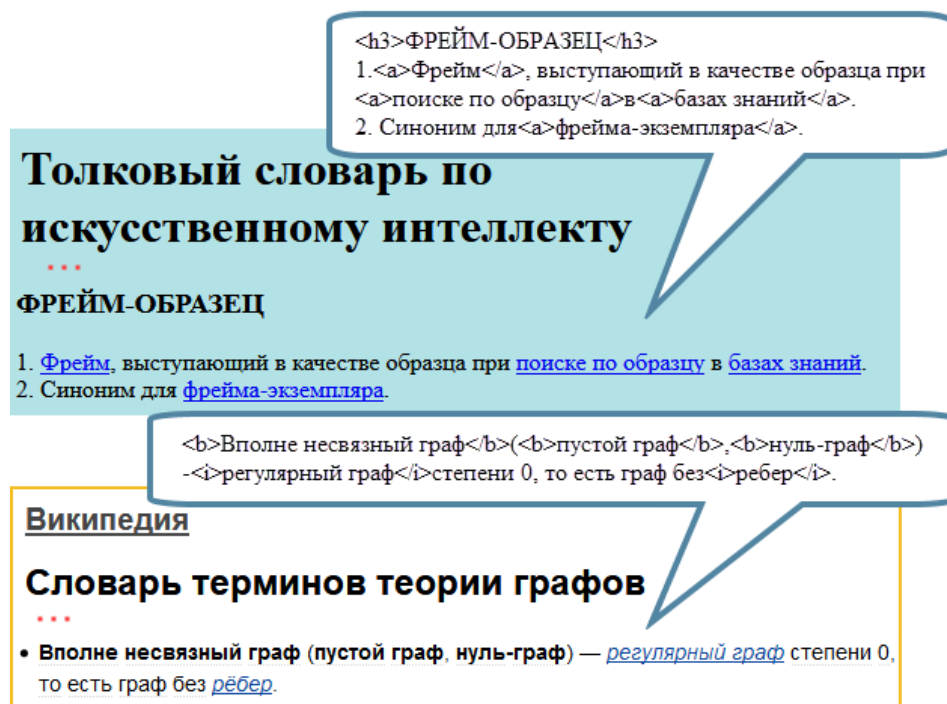 <h3>ФРЕЙМ-ОБРАЗЕЦ</h3>
1.<a>Фрейм</a>, выступающий в качестве образца при
<a>поиске по образцу</a>в<a>базах знаний</a>.
2. Синоним для<a>фрейма-экземпляра</a>.
Толковый словарь по
искусственному интеллекту
...
ФРЕЙМ-ОБРАЗЕЦ
1. Фрейм, выступающий в качестве образца при поиске по образцу в базах знаний.
2. Синоним для фрейма-экземпляра.
<b>Вполне несвязный граф</b>(<b>пустой граф</b>,<b>нуль-граф</b>)
-<i>регулярный граф</i>степени 0, то есть граф без<i>ребер</i>.
Википедия
Словарь терминов теории графов
...
• Вполне несвязный граф (пустой граф, нуль-граф) — регулярный граф степени 0,
то есть граф без рёбер.